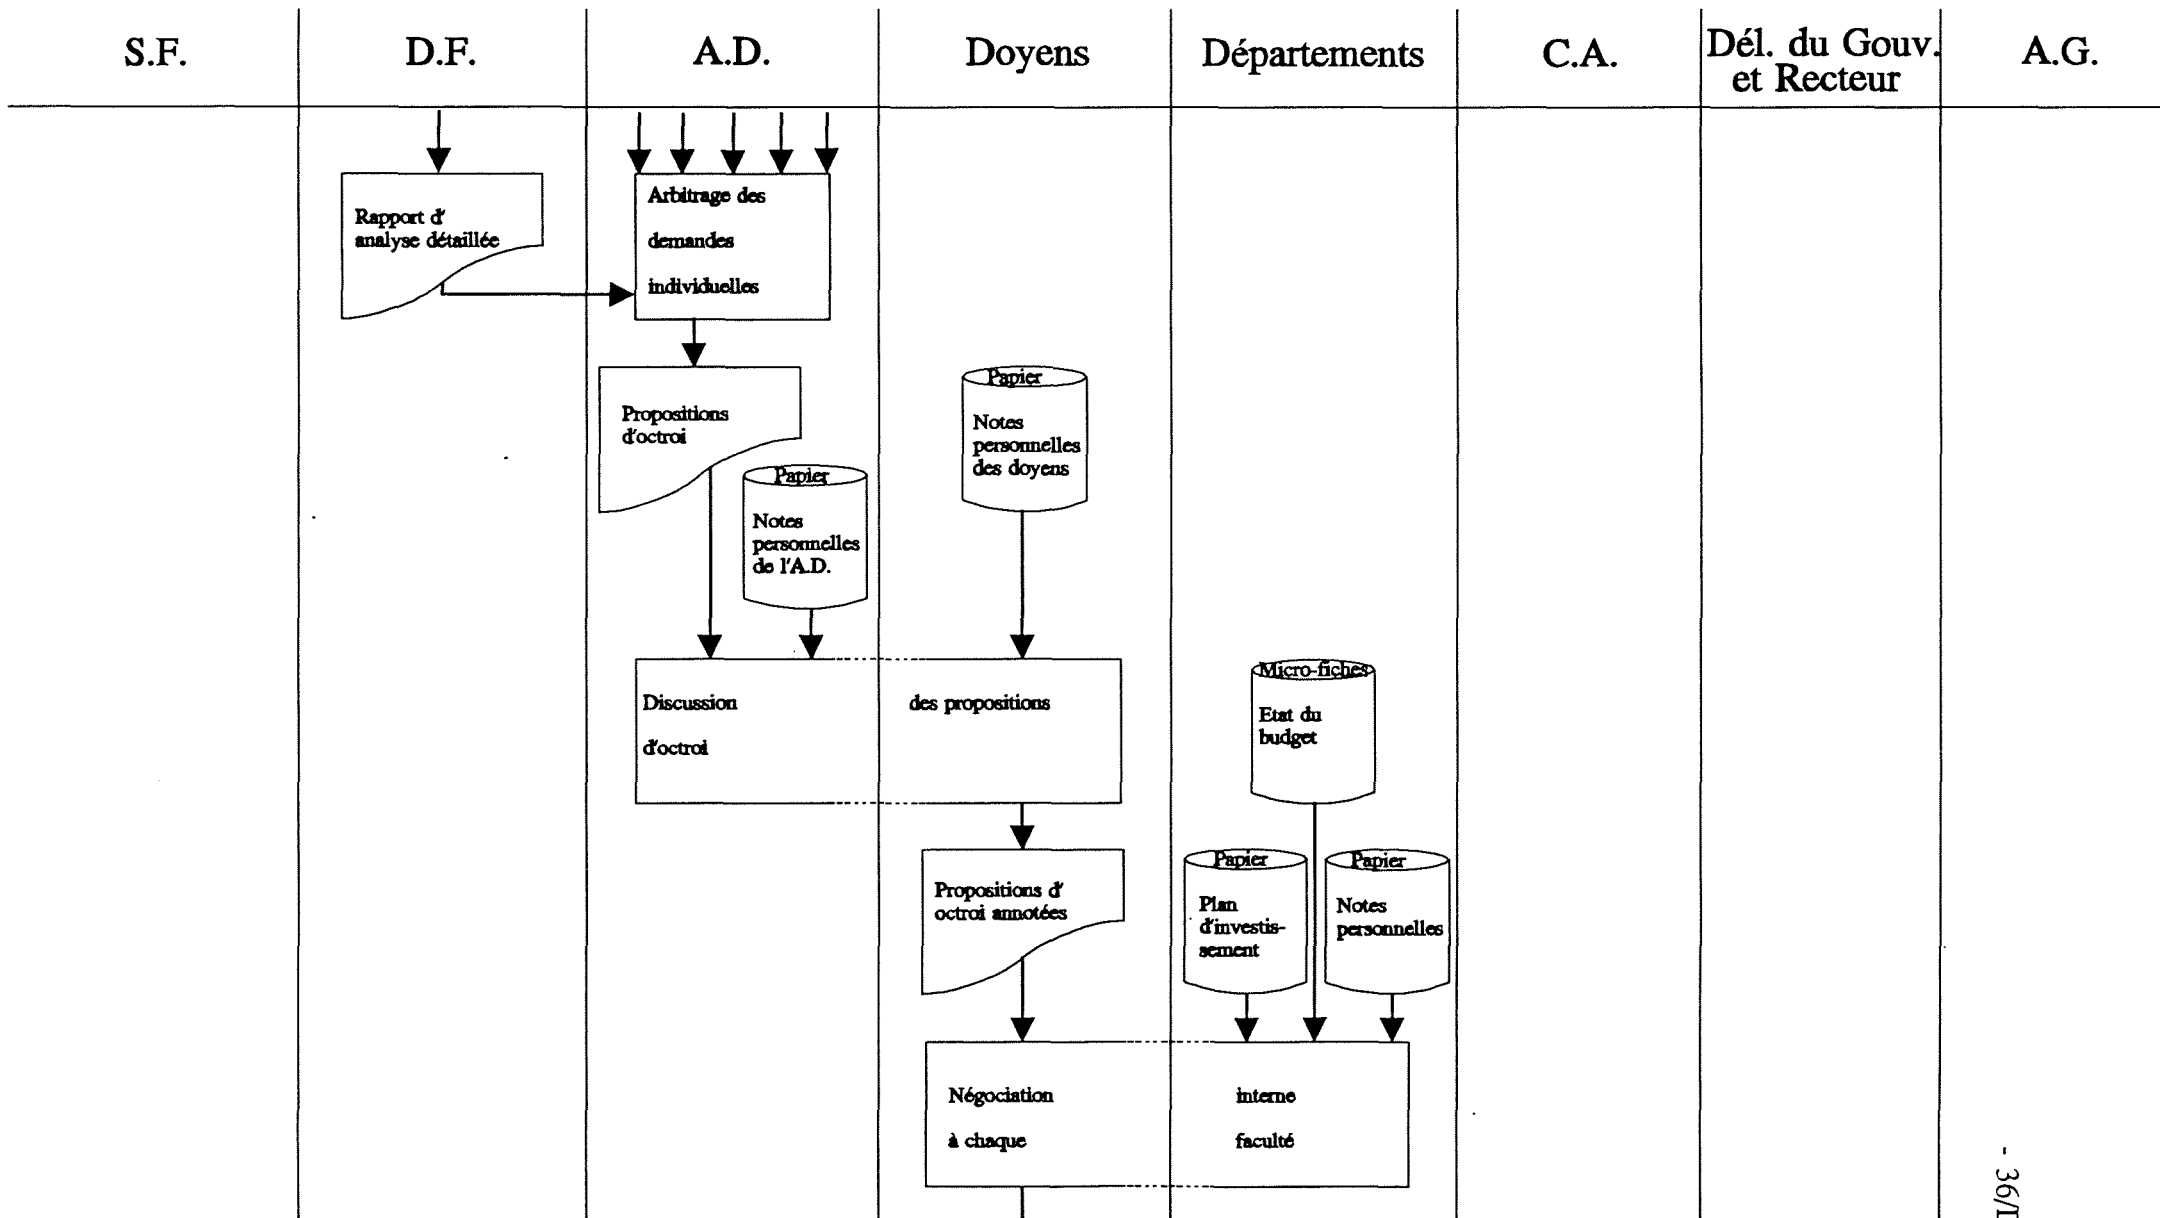 S.F.
D.F.
A.D.
Doyens
Départements
C.A.
Dél. du Gouv.
et Recteur
A.G.
Rapport d'
analyse détaillée
Arbitrage des
demandes
individuelles
Propositions
d'octroi
Papier
Notes
personnelles
de l'A.D.
Papier
Notes
personnelles
des doyens
Discussion des propositions
d'octroi
Micro-fiches
Etat du
budget
Propositions d'
octroi annotées
Papier
Plan
d'investis-
sement
Papier
Notes
personnelles
Négociation interne
à chaque faculté